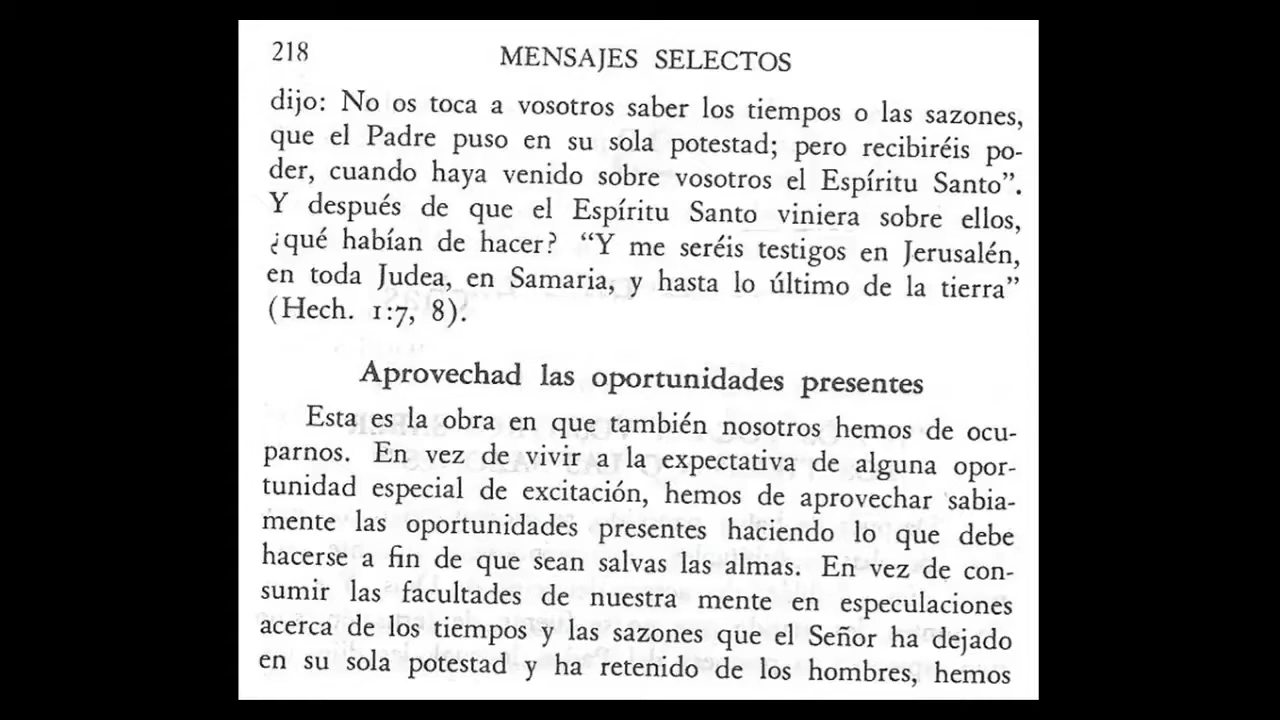 218
MENSAJES SELECTOS
dijo: No os toca a vosotros saber los tiempos o las sazones,
que el Padre puso en su sola potestad; pero recibiréis po-
der, cuando haya venido sobre vosotros el Espíritu Santo”.
Y después de que el Espíritu Santo viniera sobre ellos,
¿qué habían de hacer? “Y me seréis testigos en Jerusalén,
en toda Judea, en Samaria, y hasta lo último de la tierra”
(Hech. 1:7, 8).
Aprovechad las oportunidades presentes
Esta es la obra en que también nosotros hemos de ocu-
parnos. En vez de vivir a la expectativa de alguna opor-
tunidad especial de excitación, hemos de aprovechar sabia-
mente las oportunidades presentes haciendo lo que debe
hacerse a fin de que sean salvas las almas. En vez de con-
sumir las facultades de nuestra mente en especulaciones
acerca de los tiempos y las sazones que el Señor ha dejado
en su sola potestad y ha retenido de los hombres, hemos